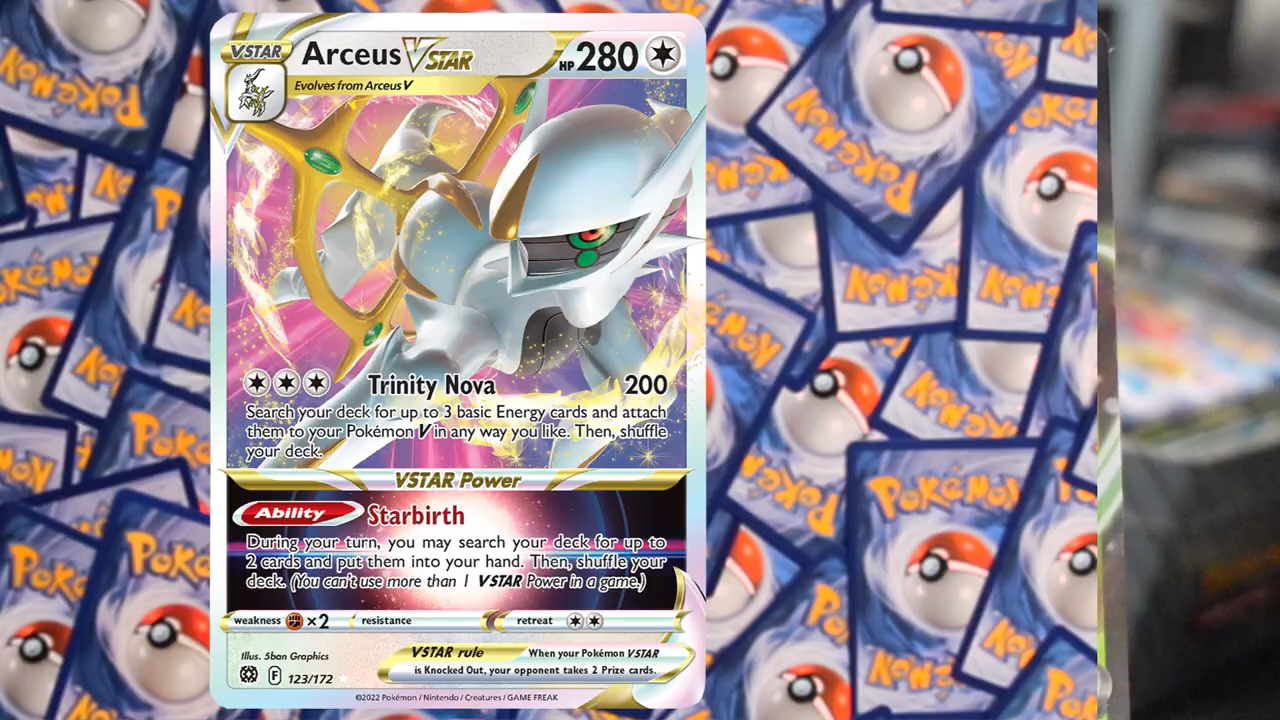 VSTAR
Arceus VSTAR
HP 280
Evolves from Arceus V
Trinity Nova 200
Search your deck for up to 3 basic Energy cards and attach
them to your Pokémon V in any way you like. Then, shuffle
your deck.
VSTAR Power
Ability Starbirth
During your turn, you may search your deck for up to
2 cards and put them into your hand. Then, shuffle your
deck. (You can't use more than 1 VSTAR Power in a game.)
weakness ×2 resistance retreat
Illus. 5ban Graphics
F 123/172
VSTAR rule When your Pokémon VSTAR
is Knocked Out, your opponent takes 2 Prize cards.
©2022 Pokémon / Nintendo / Creatures / GAME FREAK
Pokémon
Pokémon
Pokémon
Pokémon